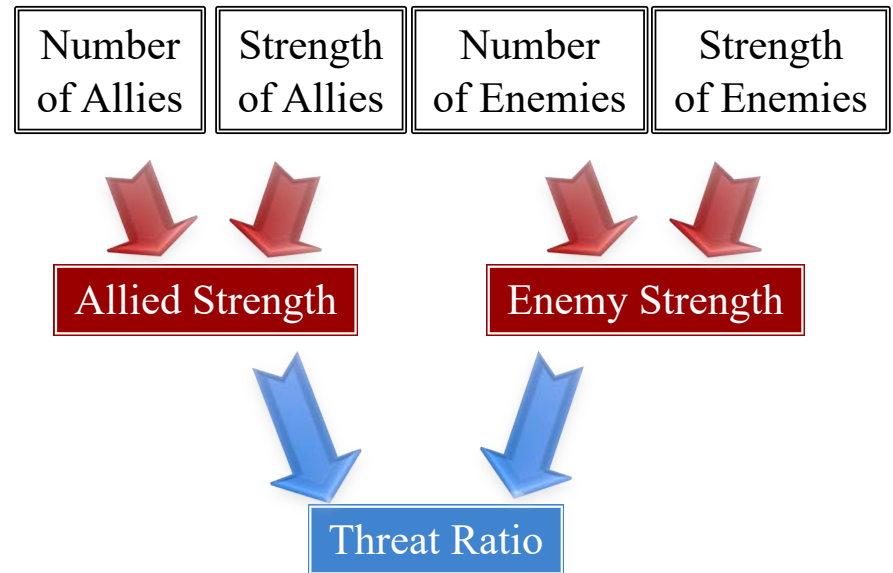 Number
of Allies
Strength
of Allies
Number
of Enemies
Strength
of Enemies
Allied Strength
Enemy Strength
Threat Ratio